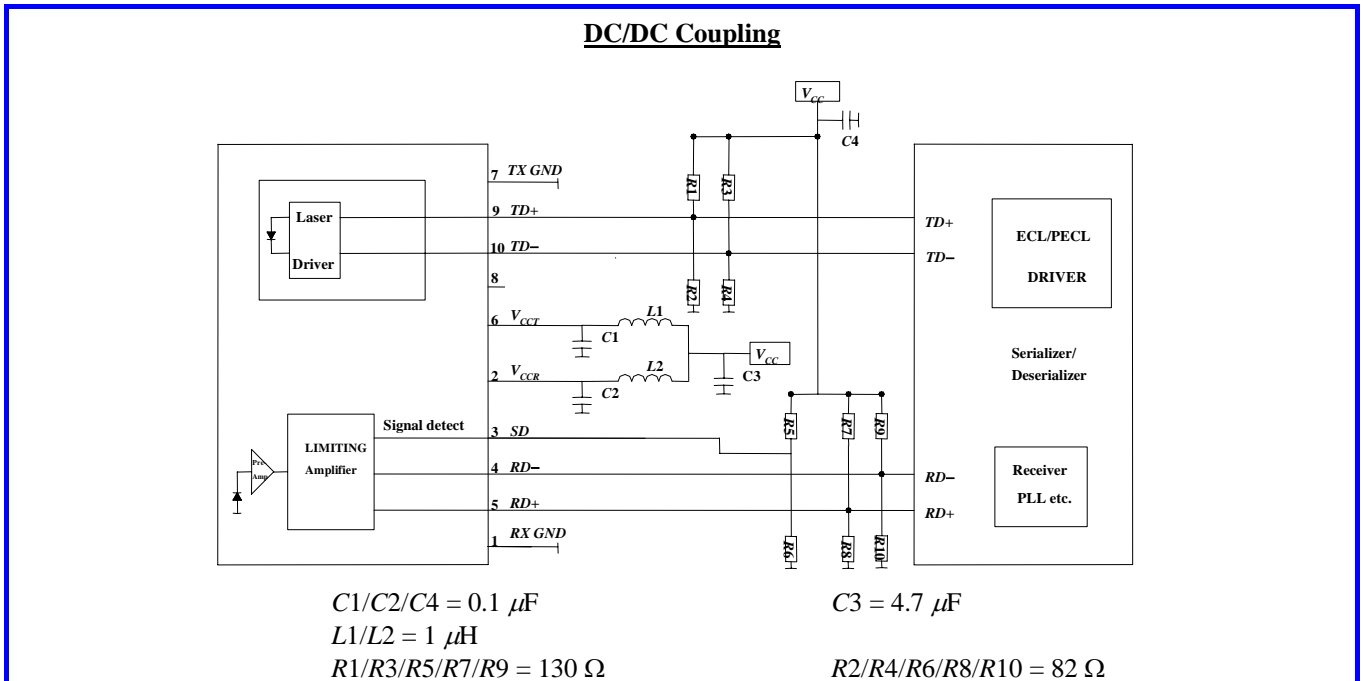 DC/DC Coupling
V_CC
C4
7 TX GND
R1
R3
Laser
9 TD+
TD+
ECL/PECL
Driver
10 TD−
TD−
DRIVER
8
R2
R4
6 V_CCT
L1
C1
V_CC
Serializer/
Deserializer
2 V_CCR
L2
C2
C3
Signal detect
3 SD
R5
R7
R9
LIMITING
Amplifier
Pre
Amp
4 RD−
RD−
Receiver
PLL etc.
5 RD+
RD+
1 RX GND
R6
R8
R10
C1/C2/C4 = 0.1 μF
C3 = 4.7 μF
L1/L2 = 1 μH
R1/R3/R5/R7/R9 = 130 Ω
R2/R4/R6/R8/R10 = 82 Ω